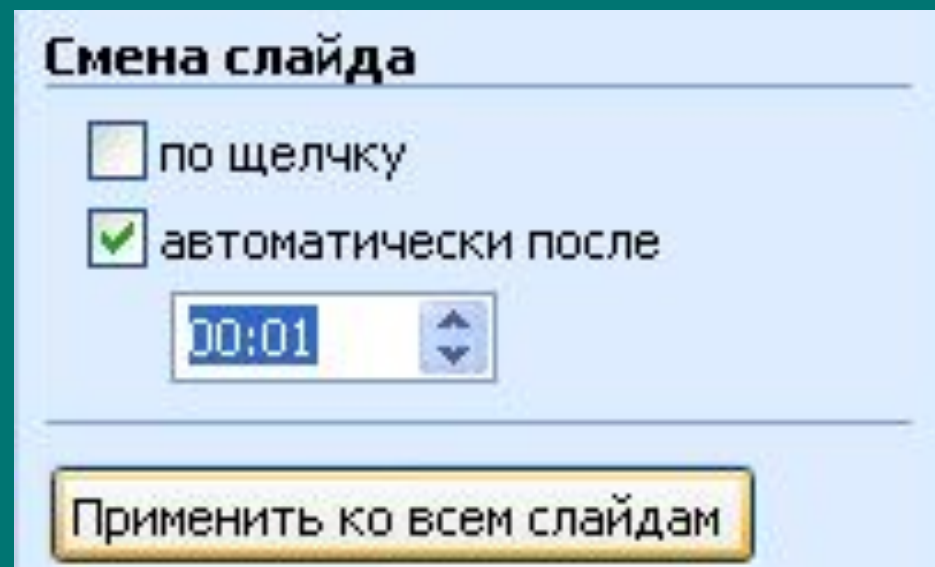 Смена слайда
по щелчку
автоматически после
00:01
Применить ко всем слайдам